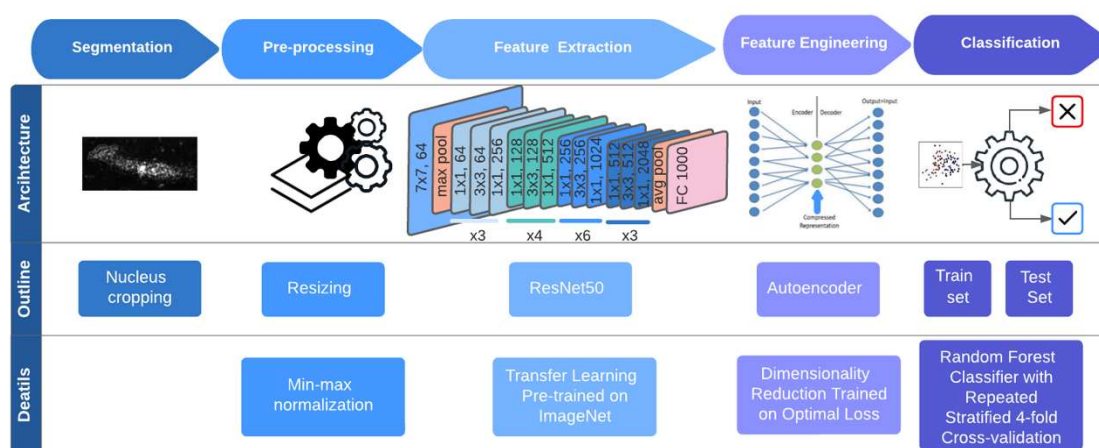 Segmentation
Pre-processing
Feature Extraction
Feature Engineering
Classification
Arcihtecture
7x7, 64
max pool
1x1, 64
3x3, 64
1x1, 256
1x1, 128
3x3, 128
1x1, 512
1x1, 256
3x3, 256
1x1, 1024
1x1, 512
3x3, 512
1x1, 2048
avg pool
FC 1000
x3
x4
x6
x3
Input
Encoder
Decoder
Output=Input
Compressed
Representation
Outline
Nucleus
cropping
Resizing
ResNet50
Autoencoder
Train
set
Test
Set
Deatils
Min-max
normalization
Transfer Learning
Pre-trained on
ImageNet
Dimensionality
Reduction Trained
on Optimal Loss
Random Forest
Classifier with
Repeated
Stratified 4-fold
Cross-validation